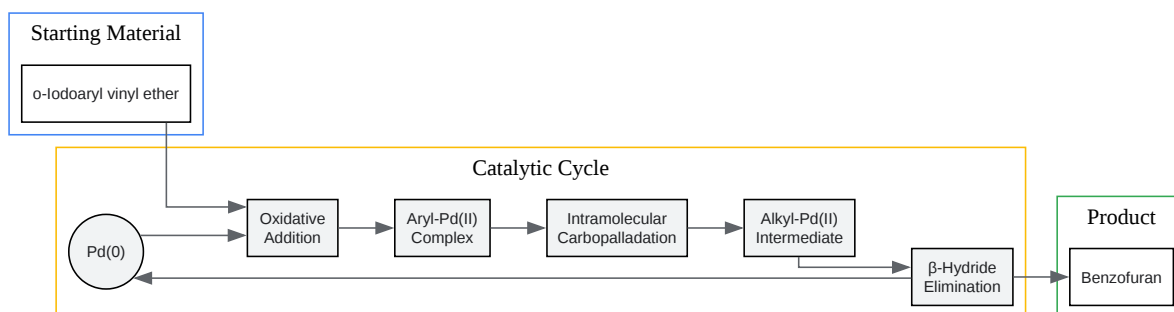 Starting Material
o-Iodoaryl vinyl ether
Catalytic Cycle
Pd(0)
Oxidative
Addition
Aryl-Pd(II)
Complex
Intramolecular
Carbopalladation
Alkyl-Pd(II)
Intermediate
β-Hydride
Elimination
Product
Benzofuran